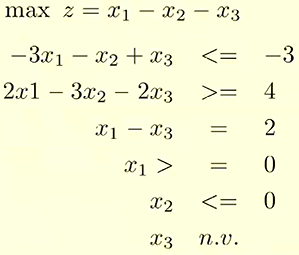 max z = x₁ − x₂ − x₃
−3x₁ − x₂ + x₃ <= −3
2x1 − 3x₂ − 2x₃ >= 4
x₁ − x₃ = 2
x₁ > = 0
x₂ <= 0
x₃ n.v.